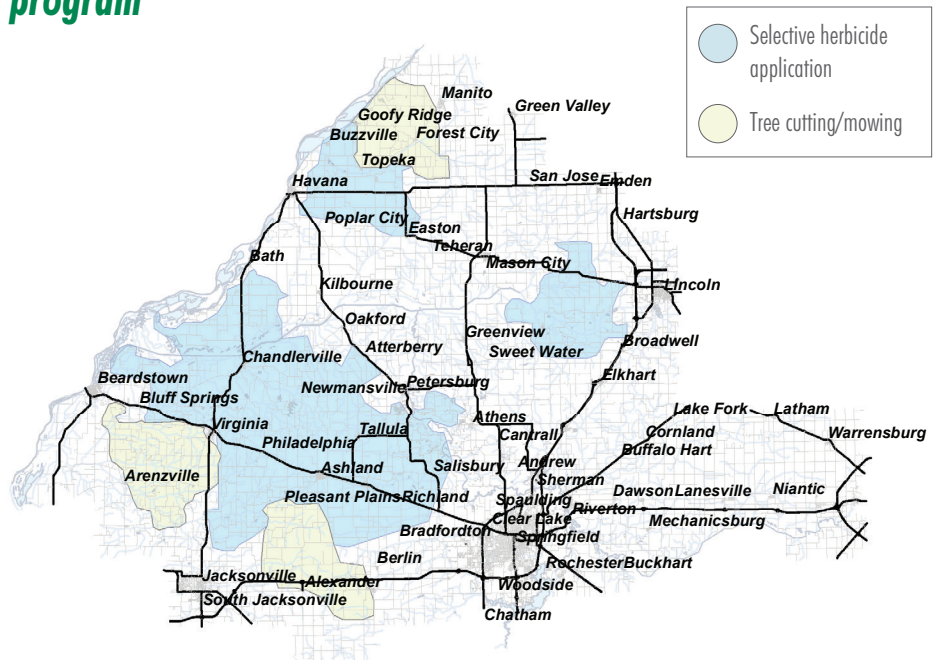 program
Selective herbicide
application
Tree cutting/mowing
Manito
Green Valley
Goofy Ridge
Buzzville
Forest City
Topeka
Havana
San Jose
Emden
Hartsburg
Poplar City
Easton
Teheran
Bath
Mason City
Kilbourne
LIncoln
Oakford
Greenview
Atterberry
Sweet Water
Broadwell
Chandlerville
Beardstown
Newmansville
Petersburg
Elkhart
Bluff Springs
Virginia
Tallula
Athens
Lake Fork
Latham
Philadelphia
Cantrall
Cornland
Warrensburg
Buffalo Hart
Arenzville
Ashland
Salisbury
Andrew
Sherman
Pleasant Plains
Richland
Spaulding
Dawson
Lanesville
Niantic
Clear Lake
Riverton
Mechanicsburg
Bradfordton
Springfield
Berlin
Rochester
Buckhart
Jacksonville
Alexander
Woodside
South Jacksonville
Chatham